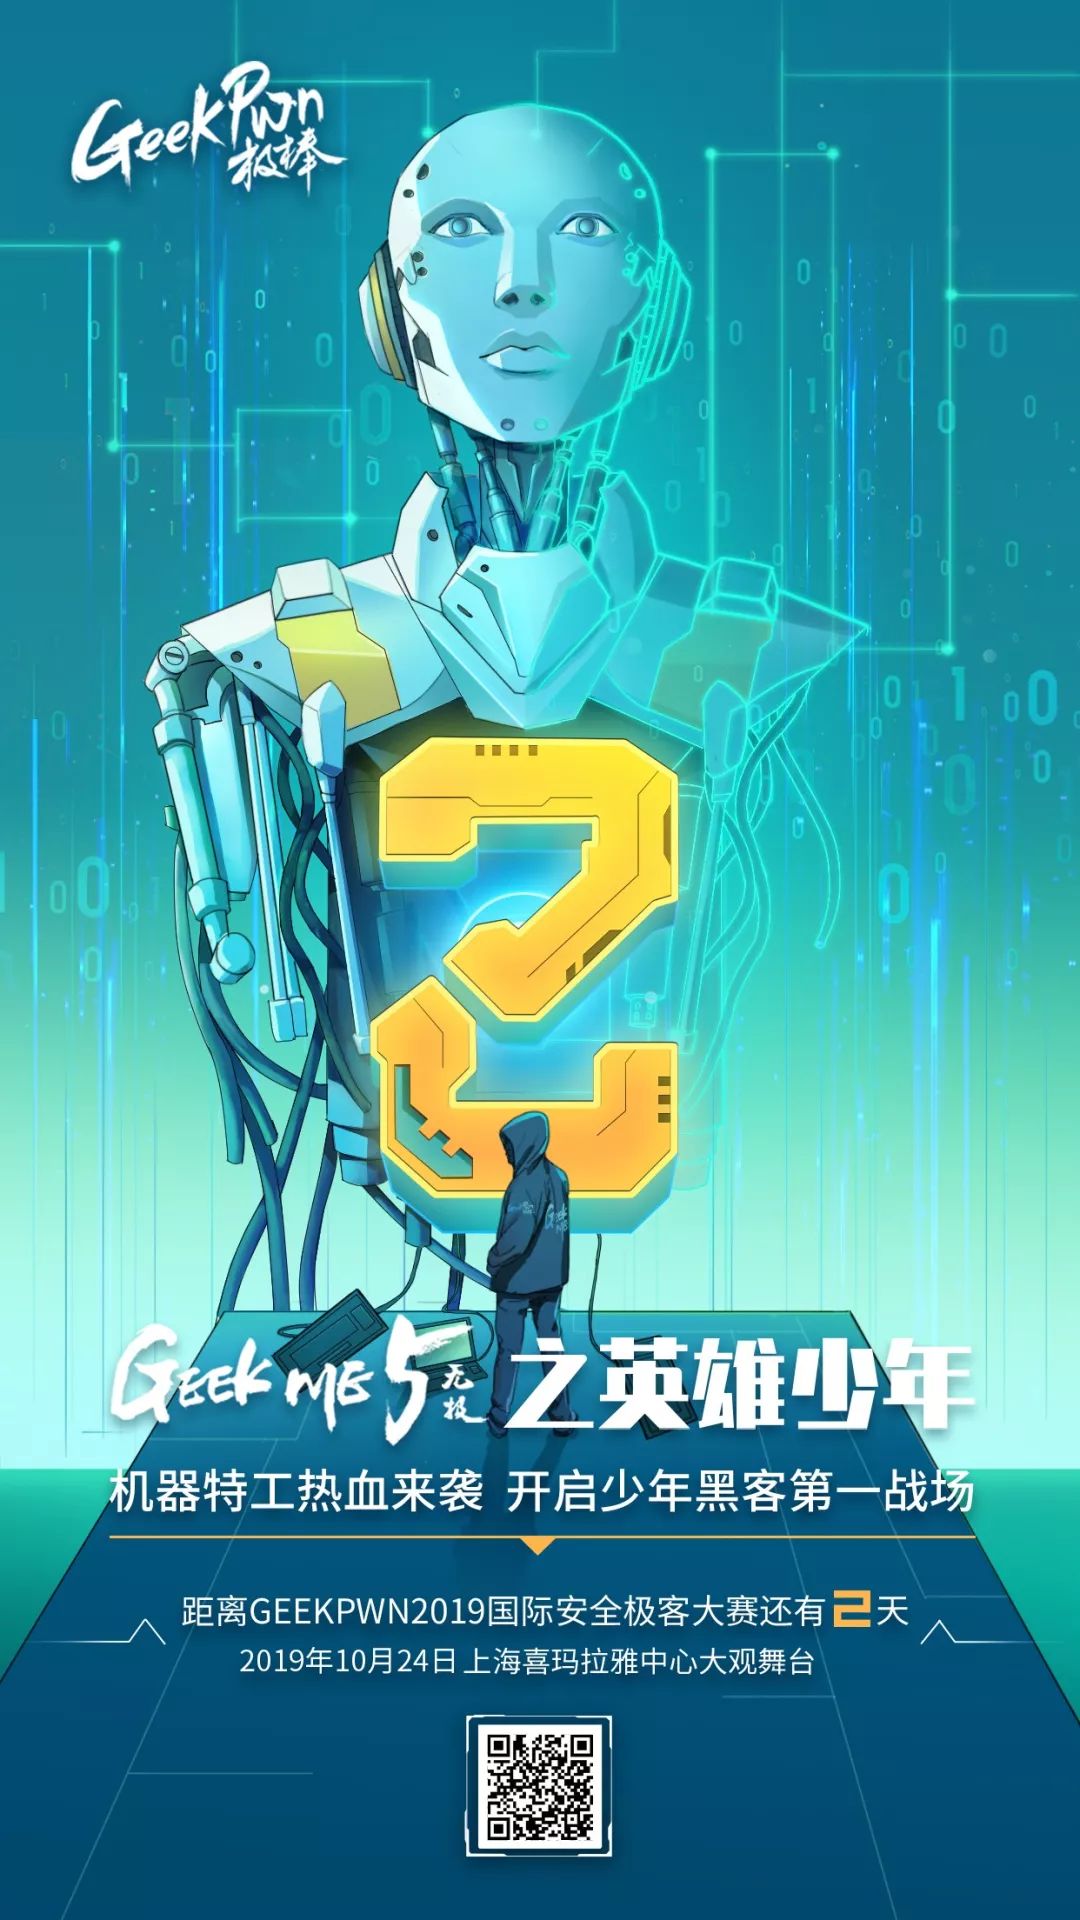 GeekPwn
极棒
2
GEEK ME 5 无极 之英雄少年
机器特工热血来袭 开启少年黑客第一战场
距离GEEKPWN2019国际安全极客大赛还有2天
2019年10月24日 上海喜玛拉雅中心大观舞台